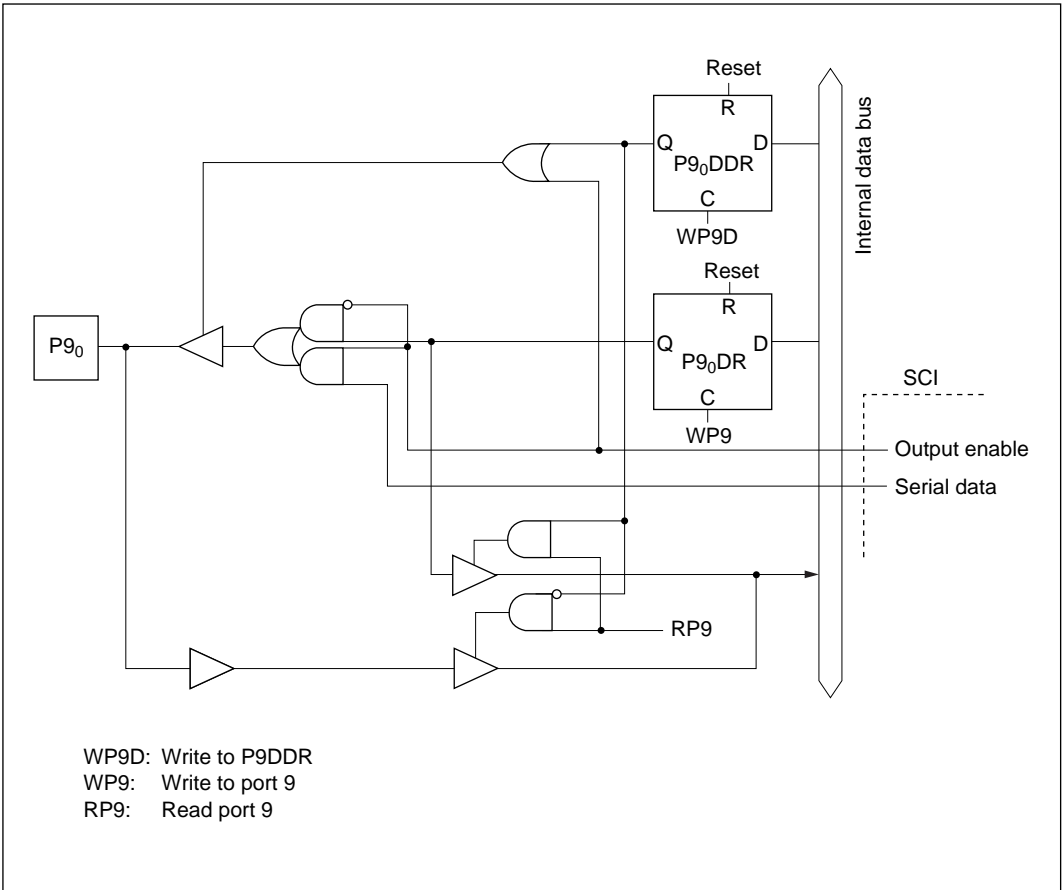 Reset
R
Q D
P9₀DDR
C
WP9D
Internal data bus
Reset
R
Q D
P9₀DR
C
WP9
P9₀
SCI
Output enable
Serial data
RP9
WP9D: Write to P9DDR
WP9: Write to port 9
RP9: Read port 9